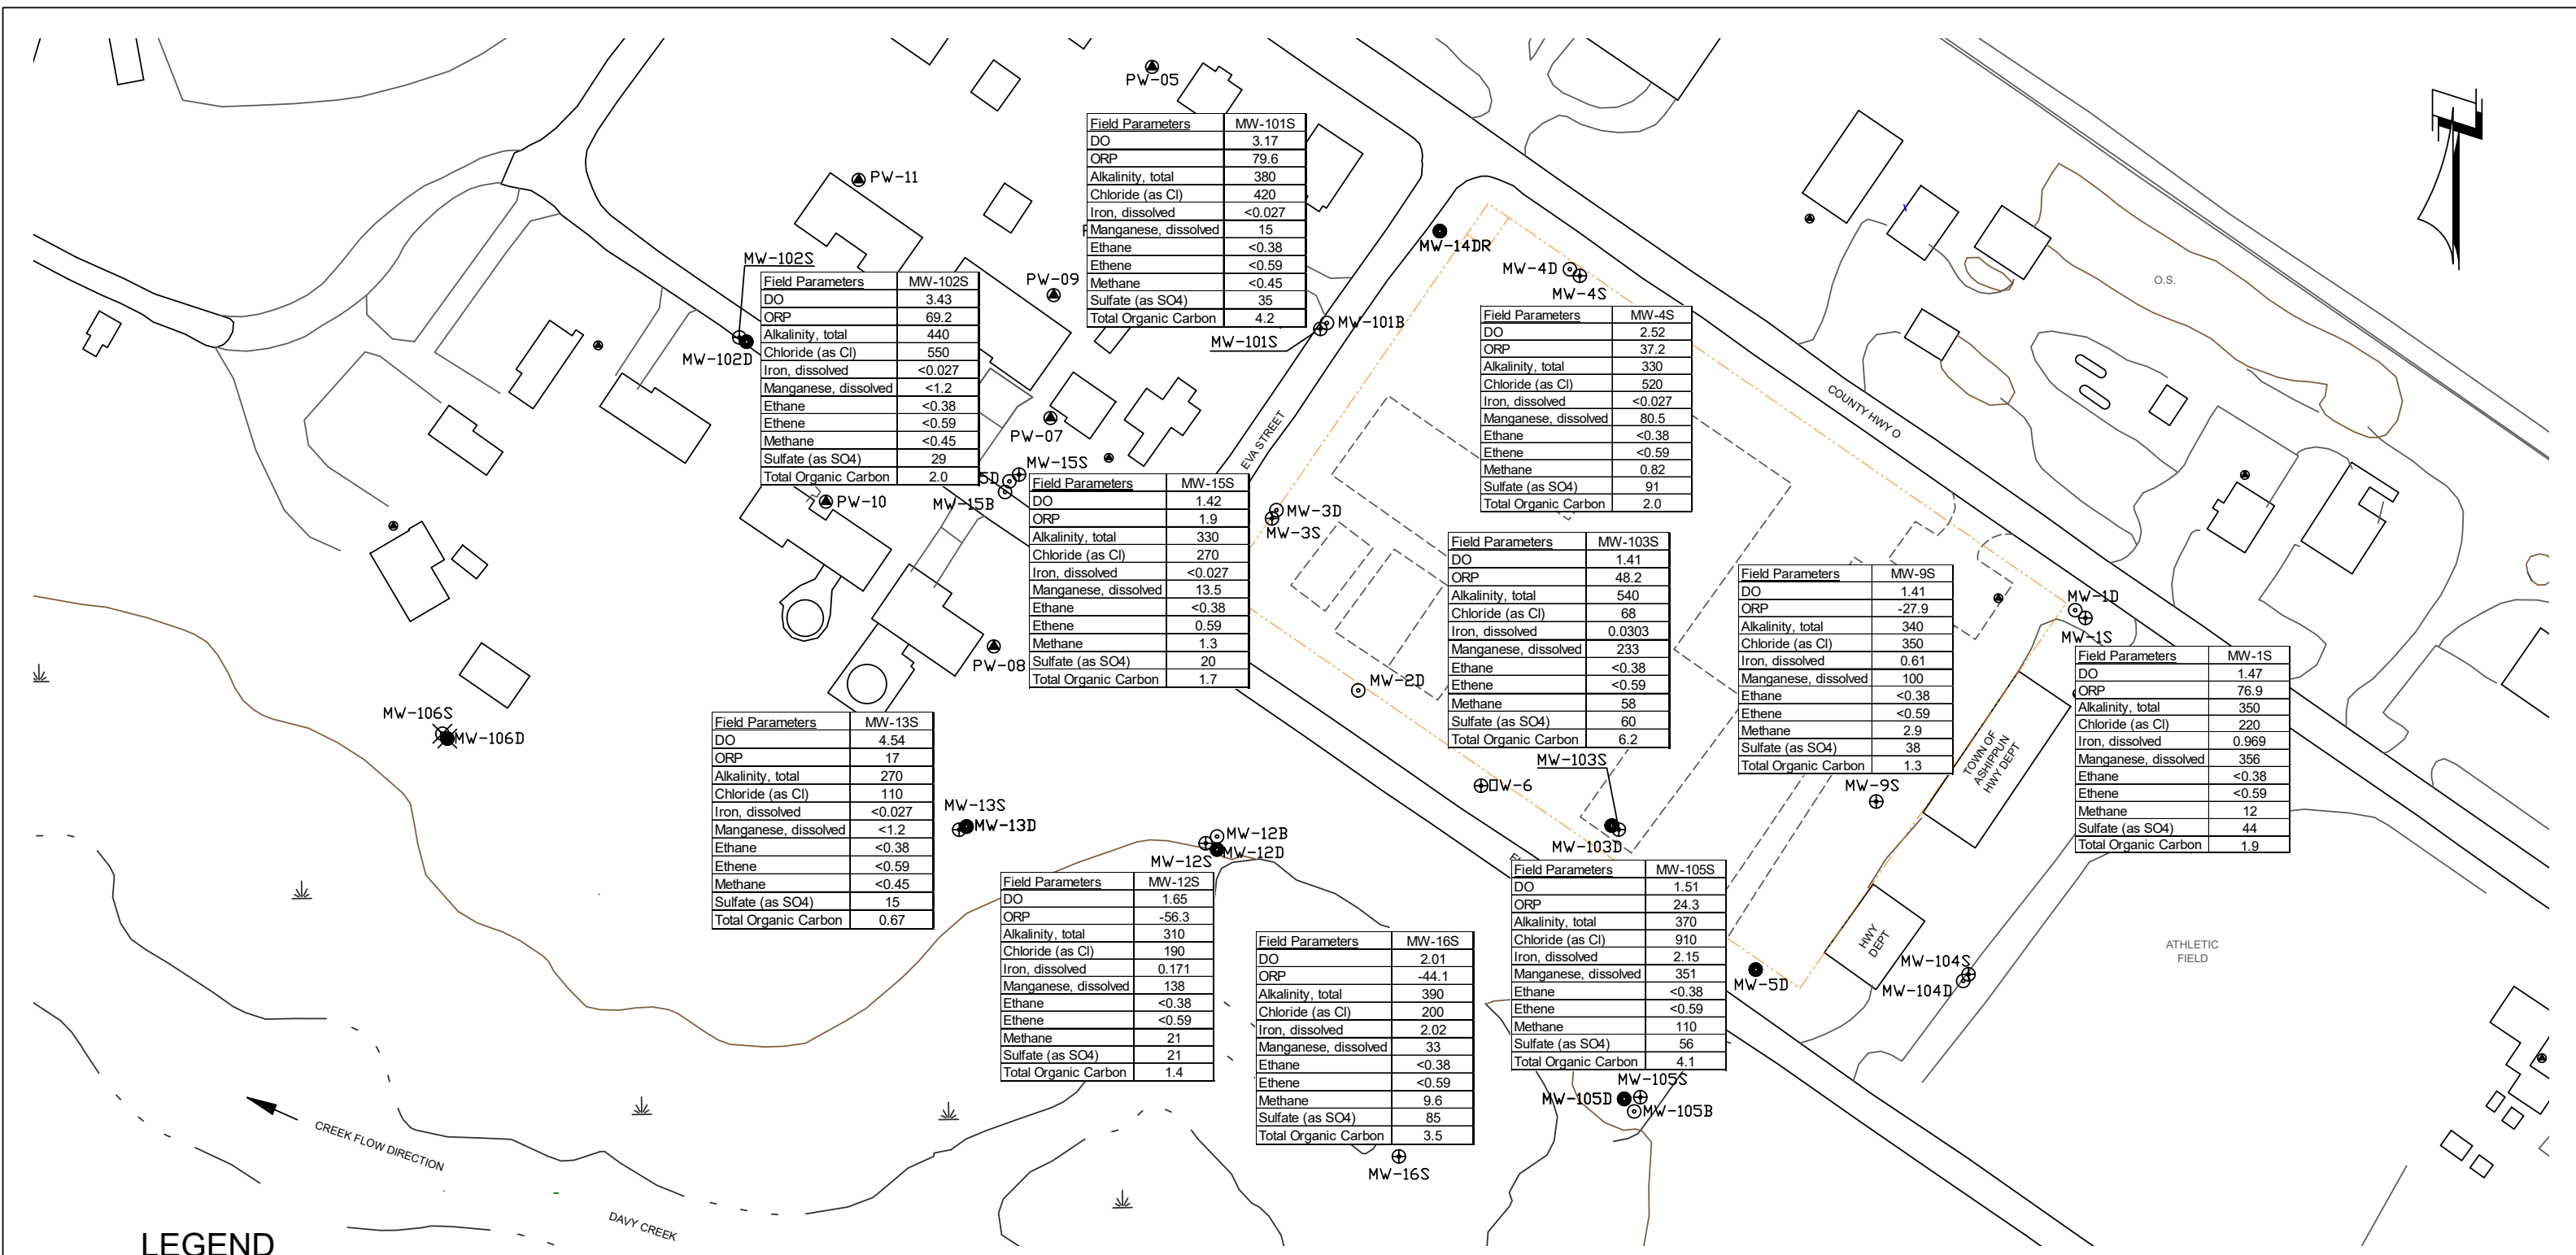 PW-05
Field Parameters MW-101S
DO 3.17
ORP 79.6
Alkalinity, total 380
Chloride (as Cl) 420
Iron, dissolved <0.027
Manganese, dissolved 15
Ethane <0.38
Ethene <0.59
Methane <0.45
Sulfate (as SO4) 35
Total Organic Carbon 4.2
PW-11
MW-14DR
MW-4D
MW-4S
O.S.
MW-102S
PW-09
MW-101B
MW-101S
MW-102D
Field Parameters MW-102S
DO 3.43
ORP 69.2
Alkalinity, total 440
Chloride (as Cl) 550
Iron, dissolved <0.027
Manganese, dissolved <1.2
Ethane <0.38
Ethene <0.59
Methane <0.45
Sulfate (as SO4) 29
Total Organic Carbon 2.0
Field Parameters MW-4S
DO 2.52
ORP 37.2
Alkalinity, total 330
Chloride (as Cl) 520
Iron, dissolved <0.027
Manganese, dissolved 80.5
Ethane <0.38
Ethene <0.59
Methane 0.82
Sulfate (as SO4) 91
Total Organic Carbon 2.0
COUNTY HWY O
EVA STREET
PW-07
MW-15S
5D
MW-15B
PW-10
Field Parameters MW-15S
DO 1.42
ORP 1.9
Alkalinity, total 330
Chloride (as Cl) 270
Iron, dissolved <0.027
Manganese, dissolved 13.5
Ethane <0.38
Ethene 0.59
Methane 1.3
Sulfate (as SO4) 20
Total Organic Carbon 1.7
MW-3D
MW-3S
Field Parameters MW-103S
DO 1.41
ORP 48.2
Alkalinity, total 540
Chloride (as Cl) 68
Iron, dissolved 0.0303
Manganese, dissolved 233
Ethane <0.38
Ethene <0.59
Methane 58
Sulfate (as SO4) 60
Total Organic Carbon 6.2
Field Parameters MW-9S
DO 1.41
ORP -27.9
Alkalinity, total 340
Chloride (as Cl) 350
Iron, dissolved 0.61
Manganese, dissolved 100
Ethane <0.38
Ethene <0.59
Methane 2.9
Sulfate (as SO4) 38
Total Organic Carbon 1.3
MW-1D
MW-1S
Field Parameters MW-1S
DO 1.47
ORP 76.9
Alkalinity, total 350
Chloride (as Cl) 220
Iron, dissolved 0.969
Manganese, dissolved 356
Ethane <0.38
Ethene <0.59
Methane 12
Sulfate (as SO4) 44
Total Organic Carbon 1.9
PW-08
MW-2D
MW-106S
MW-106D
Field Parameters MW-13S
DO 4.54
ORP 17
Alkalinity, total 270
Chloride (as Cl) 110
Iron, dissolved <0.027
Manganese, dissolved <1.2
Ethane <0.38
Ethene <0.59
Methane <0.45
Sulfate (as SO4) 15
Total Organic Carbon 0.67
TOWN OF
ASHIPPUN
HWY DEPT
MW-103S
OW-6
MW-9S
MW-13S
MW-13D
MW-12B
MW-12S
MW-12D
MW-103D
Field Parameters MW-12S
DO 1.65
ORP -56.3
Alkalinity, total 310
Chloride (as Cl) 190
Iron, dissolved 0.171
Manganese, dissolved 138
Ethane <0.38
Ethene <0.59
Methane 21
Sulfate (as SO4) 21
Total Organic Carbon 1.4
Field Parameters MW-16S
DO 2.01
ORP -44.1
Alkalinity, total 390
Chloride (as Cl) 200
Iron, dissolved 2.02
Manganese, dissolved 33
Ethane <0.38
Ethene <0.59
Methane 9.6
Sulfate (as SO4) 85
Total Organic Carbon 3.5
Field Parameters MW-105S
DO 1.51
ORP 24.3
Alkalinity, total 370
Chloride (as Cl) 910
Iron, dissolved 2.15
Manganese, dissolved 351
Ethane <0.38
Ethene <0.59
Methane 110
Sulfate (as SO4) 56
Total Organic Carbon 4.1
HWY
DEPT
ATHLETIC
FIELD
MW-104S
MW-104D
MW-5D
MW-105S
MW-105D
MW-105B
MW-16S
CREEK FLOW DIRECTION
DAVY CREEK
LEGEND